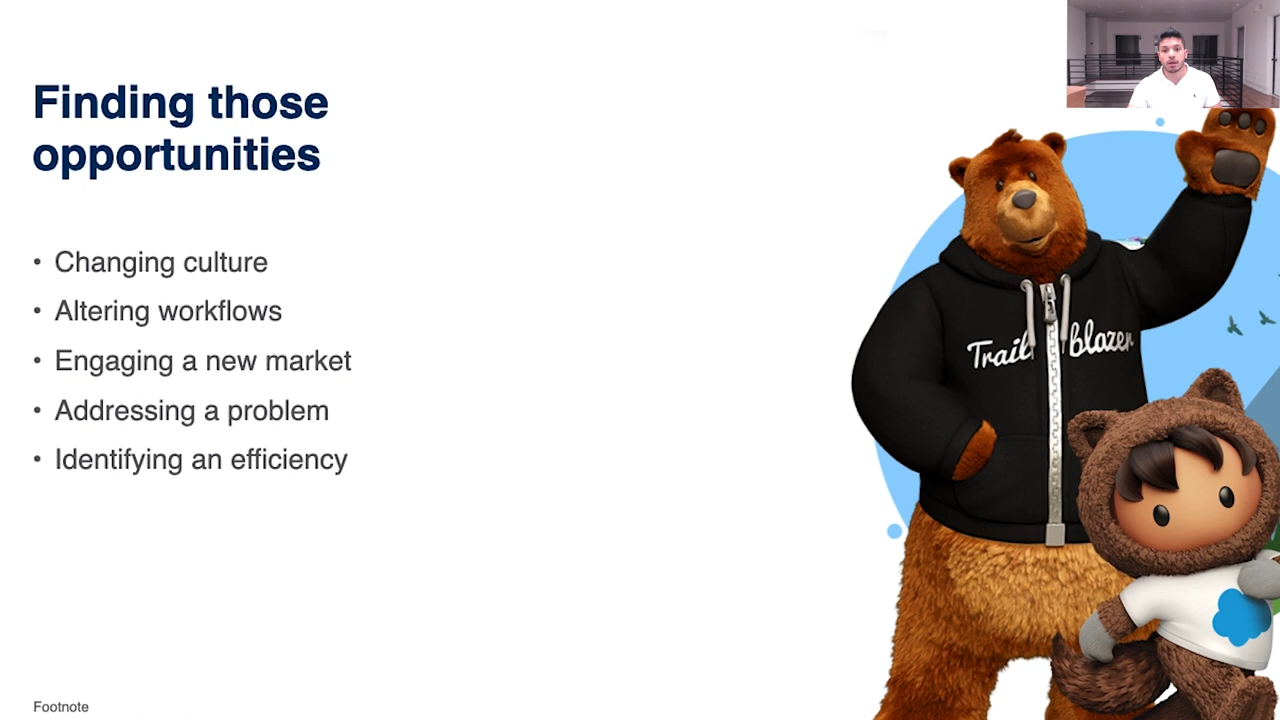 Finding those
opportunities
• Changing culture
• Altering workflows
• Engaging a new market
• Addressing a problem
• Identifying an efficiency
Trail blazer
Footnote